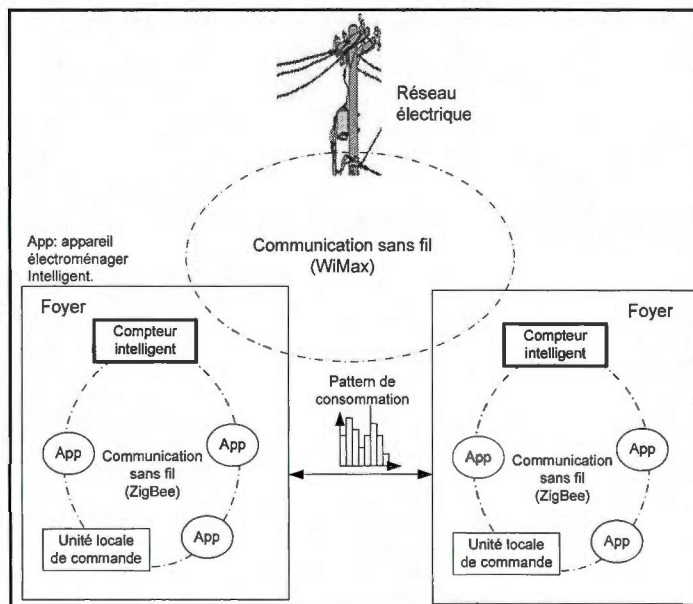 Réseau
électrique
Communication sans fil
(WiMax)
App: appareil
électroménager
Intelligent.
Foyer
Compteur
intelligent
App
App
Communication
sans fil
(ZigBee)
App
Unité locale
de commande
Pattern de
consommation
Foyer
Compteur
intelligent
App
App
Communication
sans fil
(ZigBee)
App
Unité locale
de commande